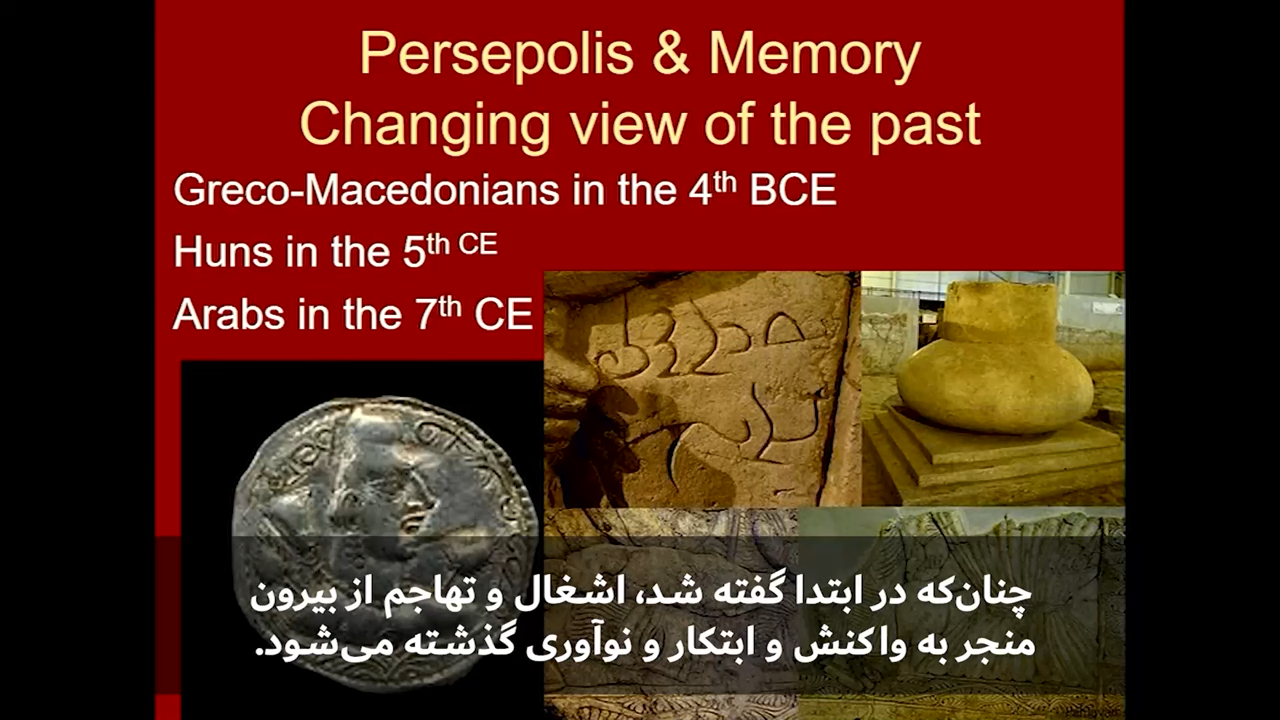 Persepolis & Memory
Changing view of the past
Greco-Macedonians in the 4th BCE
Huns in the 5th CE
Arabs in the 7th CE
چنان‌که در ابتدا گفته شد، اشغال و تهاجم از بیرون
منجر به واکنش و ابتکار و نوآوری گذشته می‌شود.